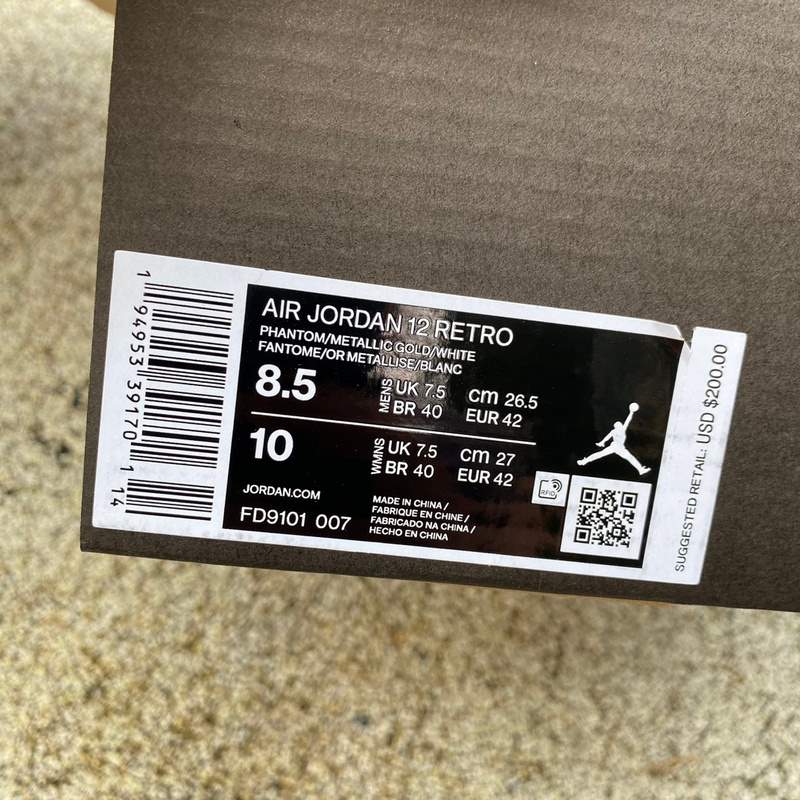 1 94953 39170 1 14
AIR JORDAN 12 RETRO
PHANTOM/METALLIC GOLD/WHITE
FANTOME/OR METALLISE/BLANC
8.5 MENS UK 7.5 cm 26.5
BR 40 EUR 42
10 WMNS UK 7.5 cm 27
BR 40 EUR 42
JORDAN.COM
FD9101 007
MADE IN CHINA /
FABRIQUE EN CHINE /
FABRICADO NA CHINA /
HECHO EN CHINA
RFID
SUGGESTED RETAIL: USD $200.00